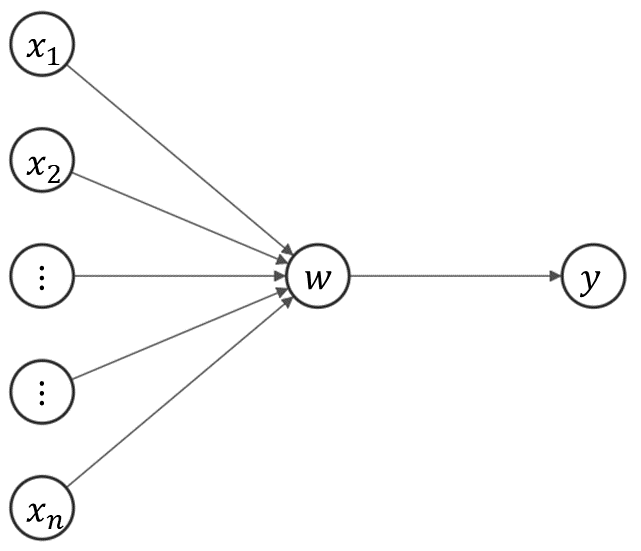 x₁
x₂
⋮
w
y
⋮
xₙ